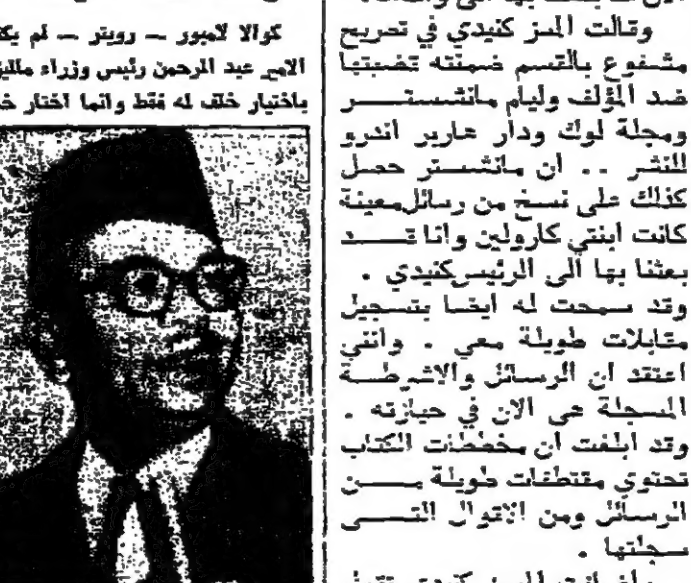 وقالت المسز كنيدي في تصريح
مشفوع بالقسم ضمنته قضيتها
ضد المؤلف وليام مانشستر
ومجلة لوك ودار هاربر اندرو
للنشر .. ان مانشستر حصل
كذلك على نسخ من رسائل معينة
كانت ابنتي كارولين وانا قد
بعثنا بها الى الرئيس كنيدي .
وقد سمحت له ايضا بتسجيل
مقابلات طويلة معي . وانني
اعتقد ان الرسائل والاشرطة
المسجلة هي الان في حيازته .
وقد ابلغت ان مخطوطات الكتاب
تحتوي مقتطفات طويلة من
الرسائل ومن الاقوال التي
سجلتها .
كوالا لامبور — رويتر — لم يك
الامير عبد الرحمن رئيس وزراء ماليز
باختيار خلف له فقط وانما اختار خ